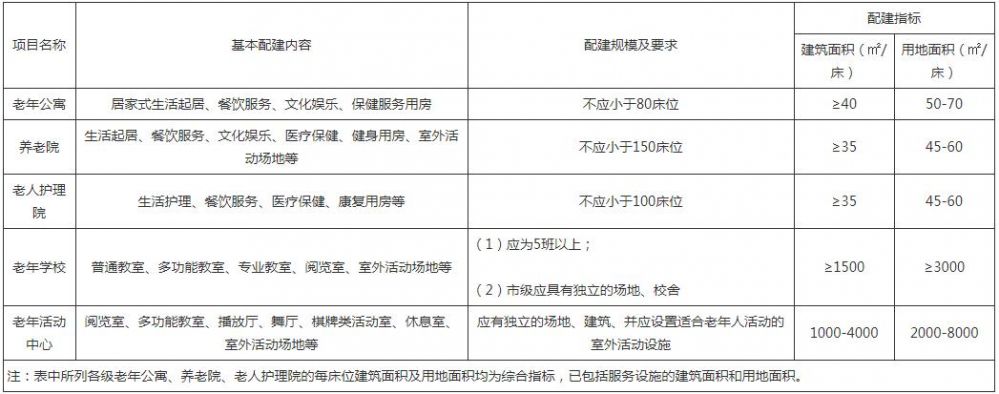 项目名称
基本配建内容
配建规模及要求
配建指标
建筑面积（㎡/
床）
用地面积（㎡/
床）
老年公寓
居家式生活起居、餐饮服务、文化娱乐、保健服务用房
不应小于80床位
≥40
50-70
养老院
生活起居、餐饮服务、文化娱乐、医疗保健、健身用房、室外活
动场地等
不应小于150床位
≥35
45-60
老人护理
院
生活护理、餐饮服务、医疗保健、康复用房等
不应小于100床位
≥35
45-60
老年学校
普通教室、多功能教室、专业教室、阅览室、室外活动场地等
（1）应为5班以上；
（2）市级应具有独立的场地、校舍
≥1500
≥3000
老年活动
中心
阅览室、多功能教室、播放厅、舞厅、棋牌类活动室、休息室、
室外活动场地等
应有独立的场地、建筑、并应设置适合老年人活动的
室外活动设施
1000-4000
2000-8000
注：表中所列各级老年公寓、养老院、老人护理院的每床位建筑面积及用地面积均为综合指标，已包括服务设施的建筑面积和用地面积。